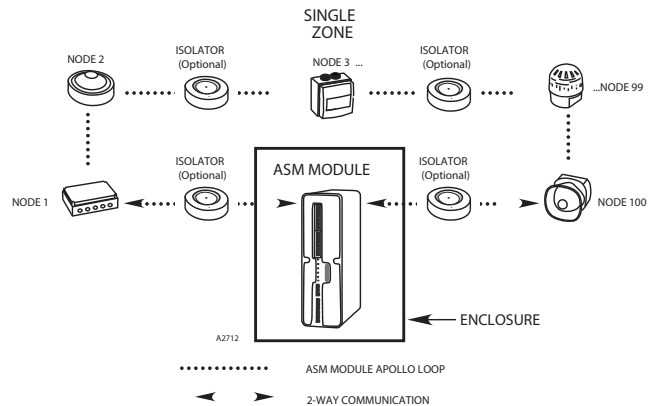 SINGLE
ZONE
NODE 2
ISOLATOR
(Optional)
NODE 3 ...
ISOLATOR
(Optional)
...NODE 99
NODE 1
ISOLATOR
(Optional)
ASM MODULE
ISOLATOR
(Optional)
NODE 100
ENCLOSURE
A2712
ASM MODULE APOLLO LOOP
2-WAY COMMUNICATION